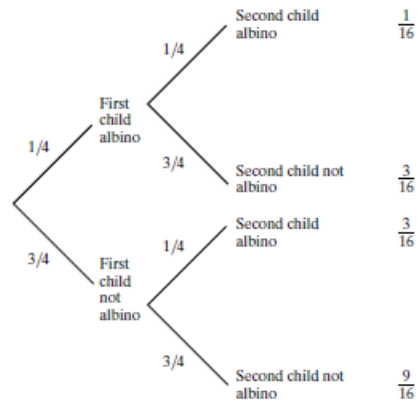 Second child
albino
1
16
1/4
First
child
albino
1/4
3/4
Second child not
albino
3
16
Second child
albino
3
16
3/4
First
child
not
albino
1/4
3/4
Second child not
albino
9
16